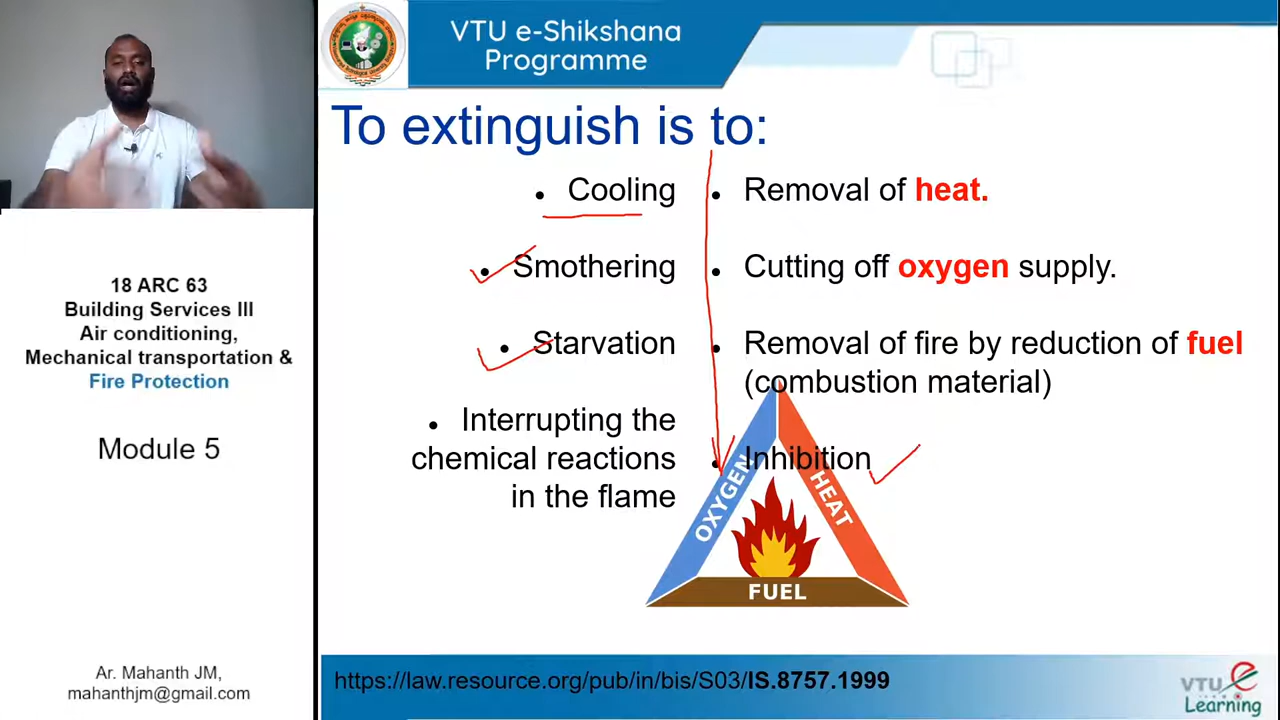 VTU e-Shikshana
Programme
To extinguish is to:
• Cooling
• Removal of heat.
• Smothering
• Cutting off oxygen supply.
• Starvation
• Removal of fire by reduction of fuel
(combustion material)
• Interrupting the
chemical reactions
in the flame
• Inhibition
OXYGEN
HEAT
FUEL
18 ARC 63
Building Services III
Air conditioning,
Mechanical transportation &
Fire Protection
Module 5
Ar. Mahanth JM,
mahanthjm@gmail.com
https://law.resource.org/pub/in/bis/S03/IS.8757.1999
VTU e
Learning